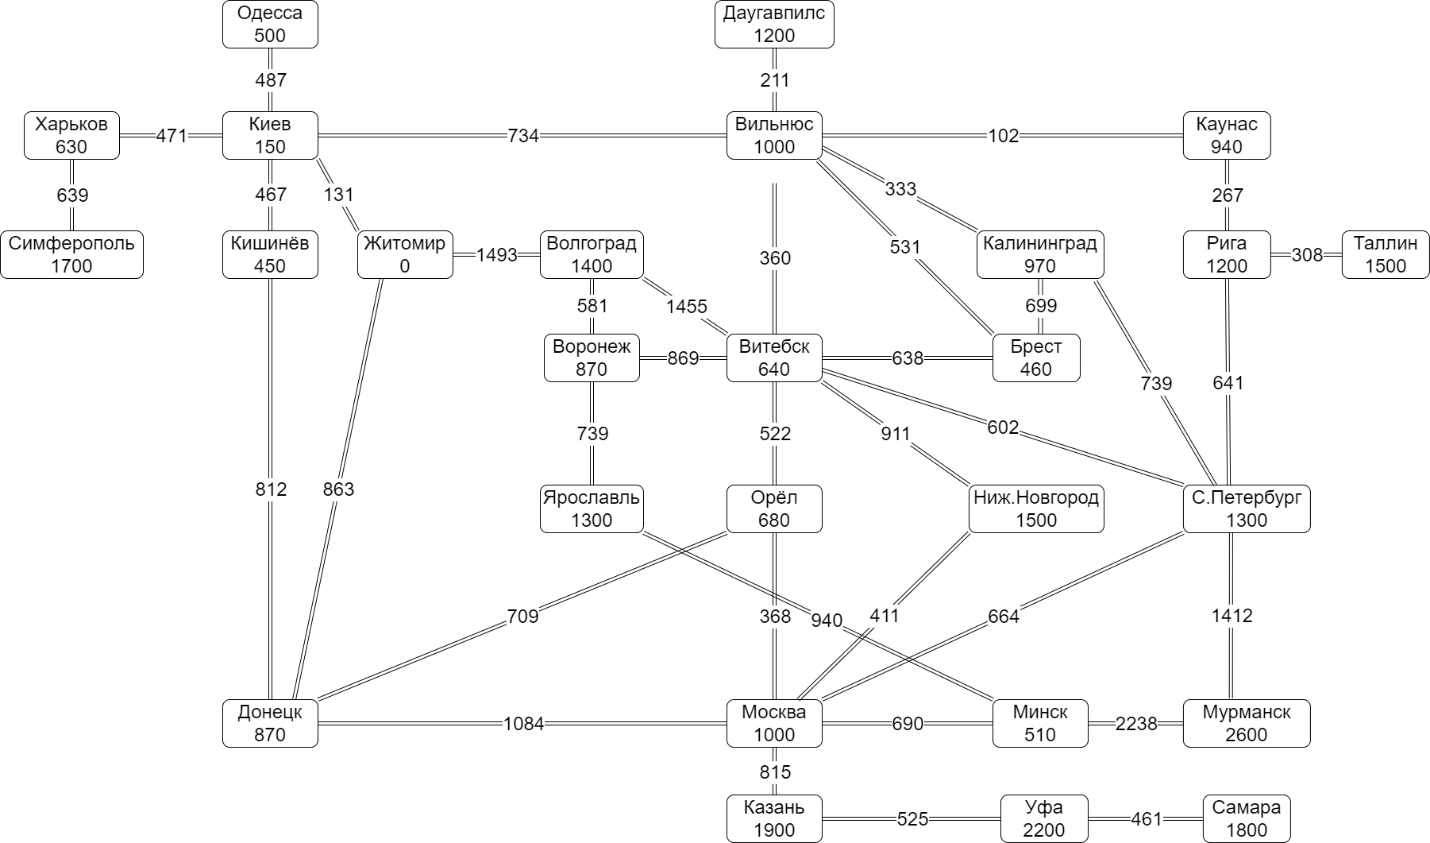 Одесса
500
Даугавпилс
1200
487
211
Харьков
630
471
Киев
150
734
Вильнюс
1000
102
Каунас
940
639
467
131
333
267
Симферополь
1700
Кишинёв
450
Житомир
0
1493
Волгоград
1400
360
531
Калининград
970
Рига
1200
308
Таллин
1500
581
1455
699
Воронеж
870
869
Витебск
640
638
Брест
460
739
641
739
522
911
602
812
863
Ярославль
1300
Орёл
680
Ниж.Новгород
1500
С.Петербург
1300
709
368
940
411
664
1412
Донецк
870
1084
Москва
1000
690
Минск
510
2238
Мурманск
2600
815
Казань
1900
525
Уфа
2200
461
Самара
1800